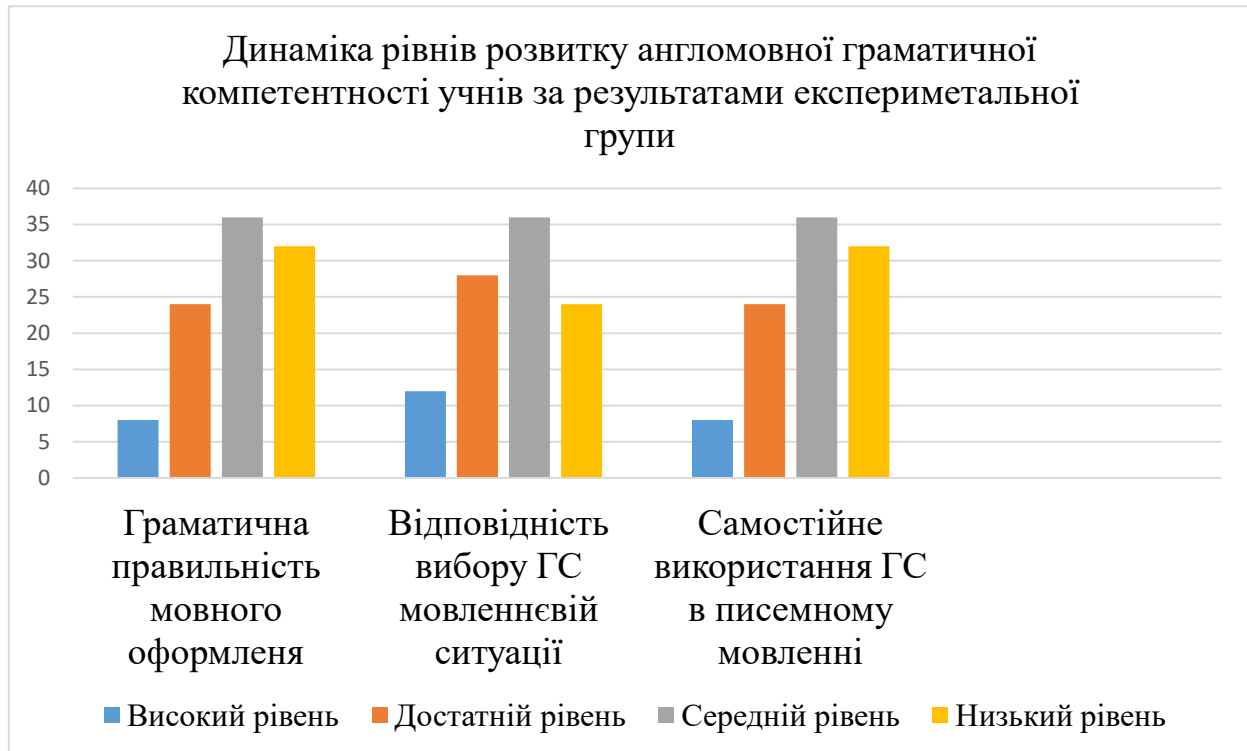 Динаміка рівнів розвитку англомовної граматичної
компетентності учнів за результатами експериметальної
групи
40
35
30
25
20
15
10
5
0
Граматична
правильність
мовного
оформленя
Відповідність
вибору ГС
мовленнєвій
ситуації
Самостійне
використання ГС
в писемному
мовленні
Високий рівень Достатній рівень Середній рівень Низький рівень